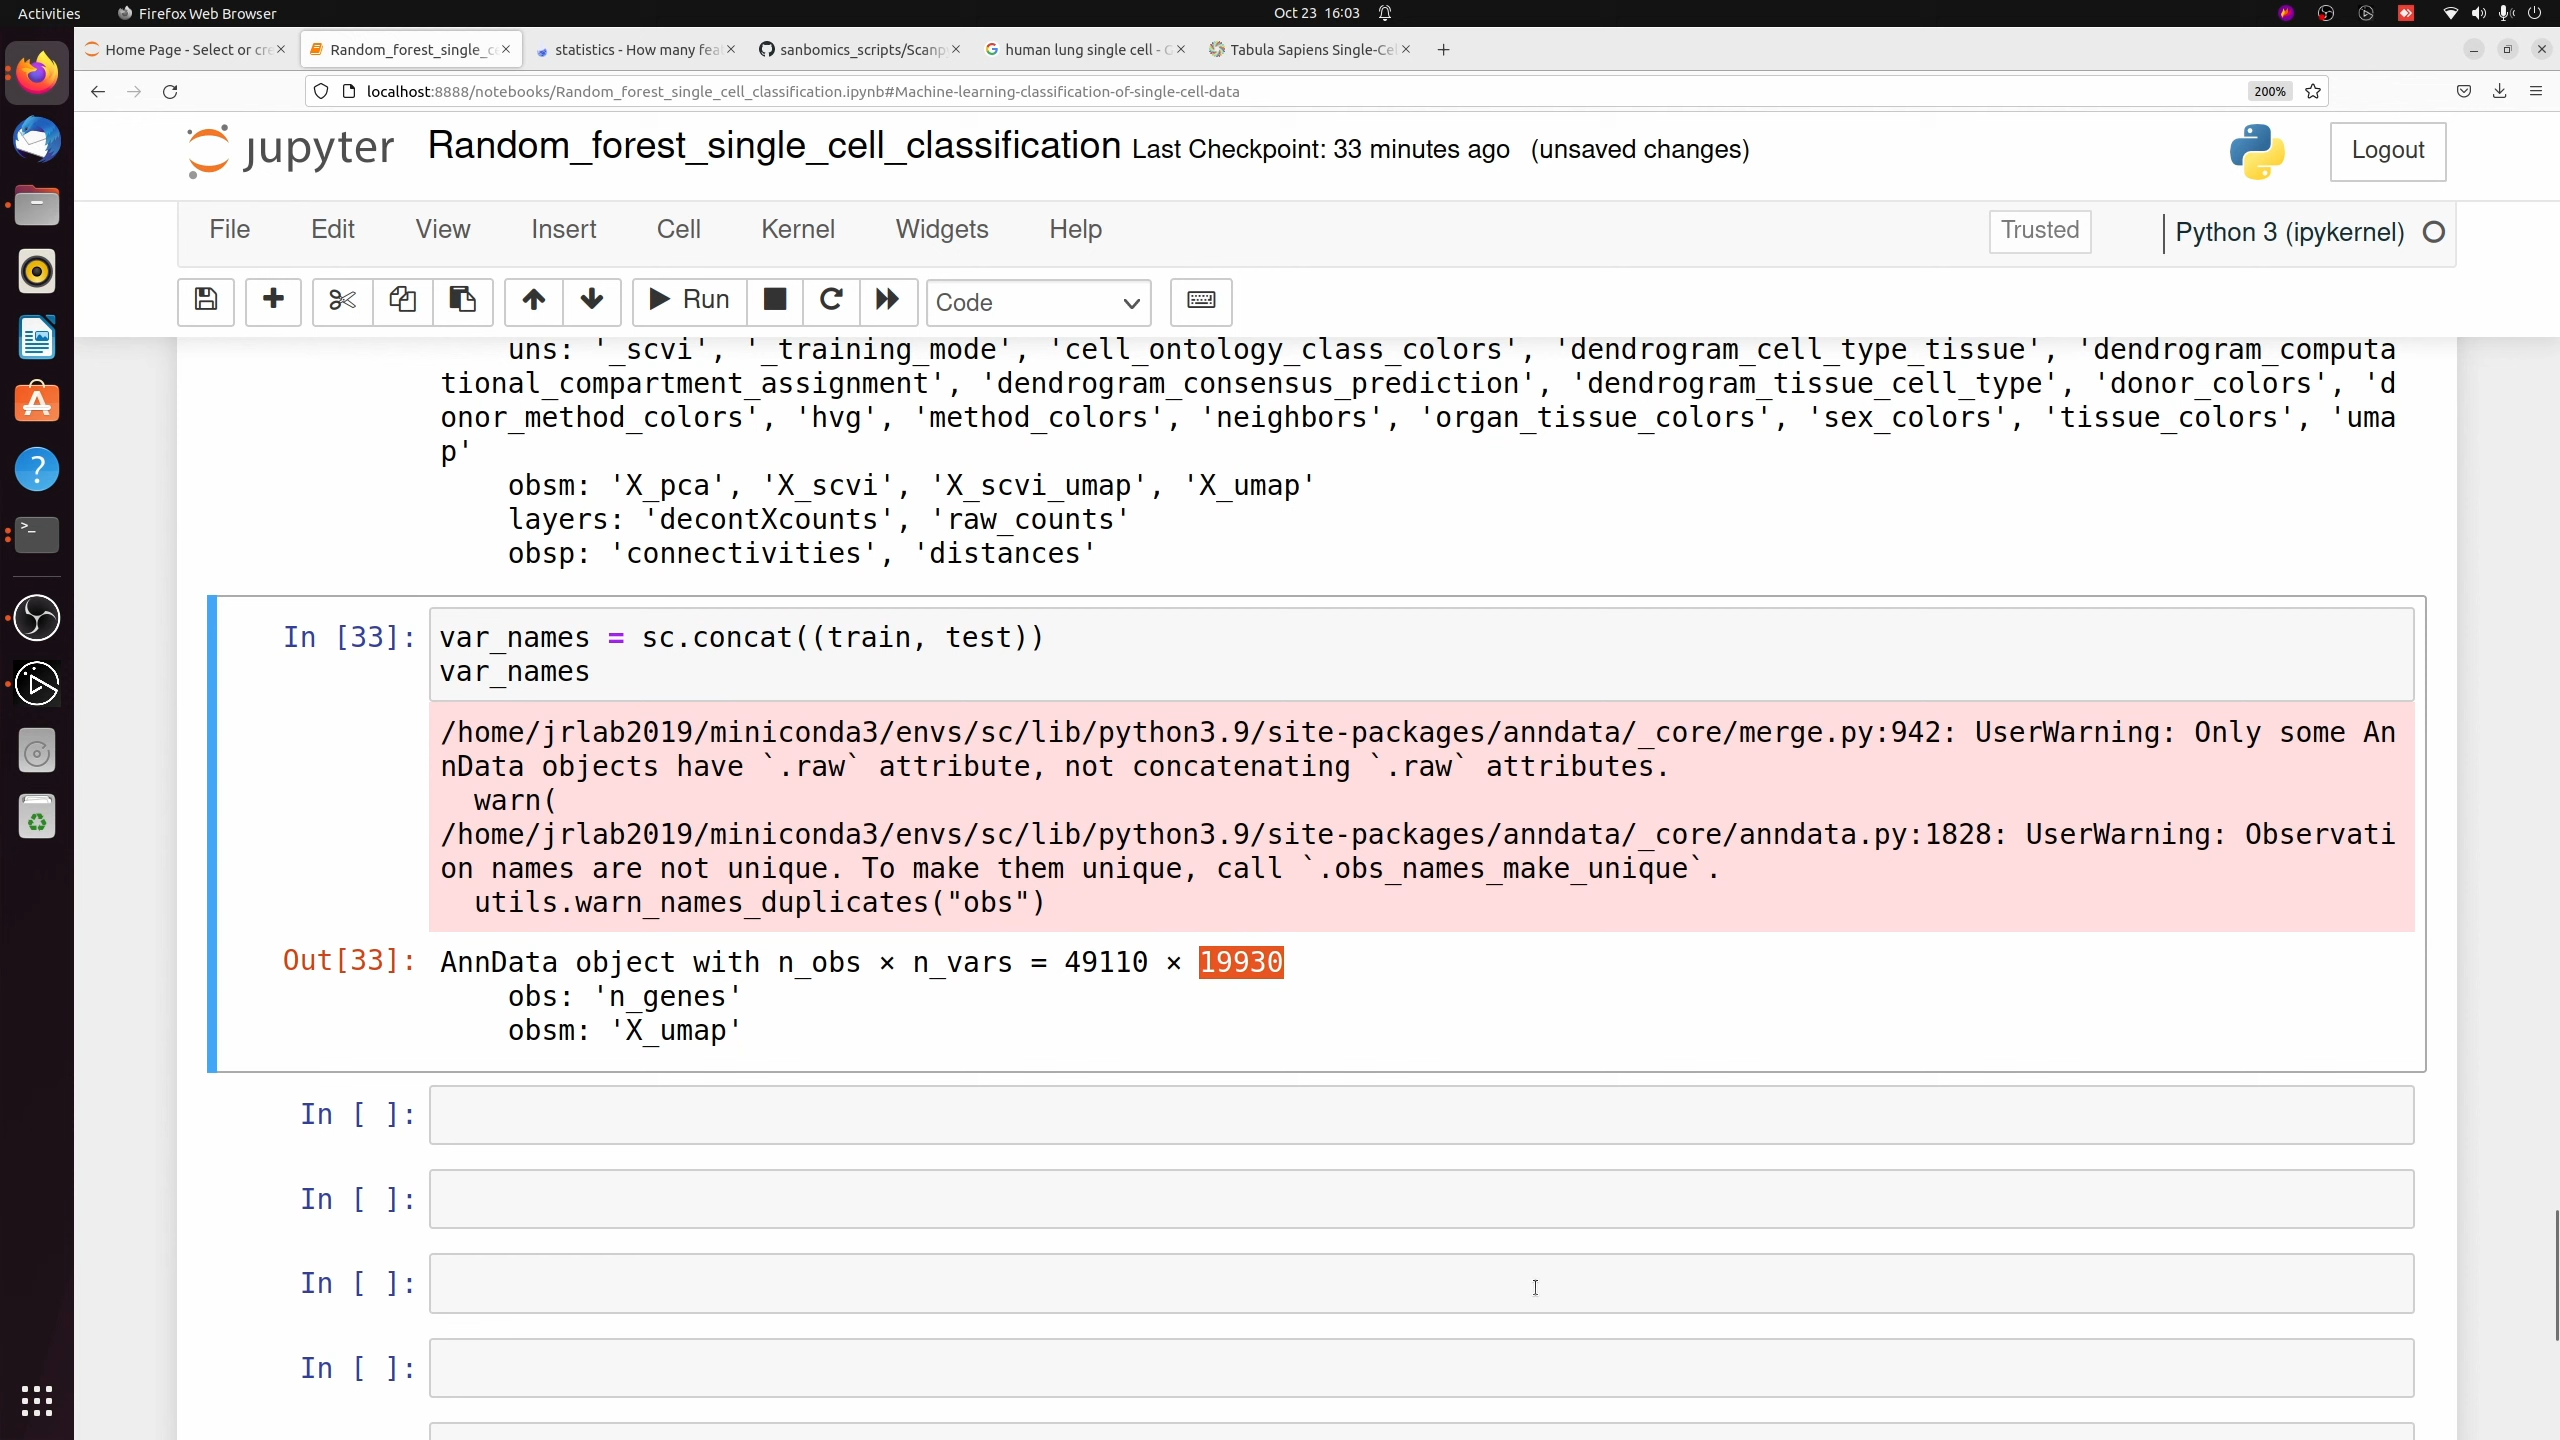 Activities
Firefox Web Browser
Oct 23 16:03
Home Page - Select or cre
Random_forest_single_ce
statistics - How many fea
sanbomics_scripts/Scanp
human lung single cell - G
Tabula Sapiens Single-Cel
localhost:8888/notebooks/Random_forest_single_cell_classification.ipynb#Machine-learning-classification-of-single-cell-data
200%
jupyter
Random_forest_single_cell_classification Last Checkpoint: 33 minutes ago (unsaved changes)
Logout
File Edit View Insert Cell Kernel Widgets Help
Trusted
Python 3 (ipykernel)
Run
Code
uns: '_scvi', '_training_mode', 'cell_ontology_class_colors', 'dendrogram_cell_type_tissue', 'dendrogram_computa
tional_compartment_assignment', 'dendrogram_consensus_prediction', 'dendrogram_tissue_cell_type', 'donor_colors', 'd
onor_method_colors', 'hvg', 'method_colors', 'neighbors', 'organ_tissue_colors', 'sex_colors', 'tissue_colors', 'uma
p'
obsm: 'X_pca', 'X_scvi', 'X_scvi_umap', 'X_umap'
layers: 'decontXcounts', 'raw_counts'
obsp: 'connectivities', 'distances'
In [33]: var_names = sc.concat((train, test))
var_names
/home/jrlab2019/miniconda3/envs/sc/lib/python3.9/site-packages/anndata/_core/merge.py:942: UserWarning: Only some An
nData objects have `.raw` attribute, not concatenating `.raw` attributes.
warn(
/home/jrlab2019/miniconda3/envs/sc/lib/python3.9/site-packages/anndata/_core/anndata.py:1828: UserWarning: Observati
on names are not unique. To make them unique, call `.obs_names_make_unique`.
utils.warn_names_duplicates("obs")
Out[33]: AnnData object with n_obs × n_vars = 49110 × 19930
obs: 'n_genes'
obsm: 'X_umap'
In [ ]:
In [ ]:
In [ ]:
In [ ]: